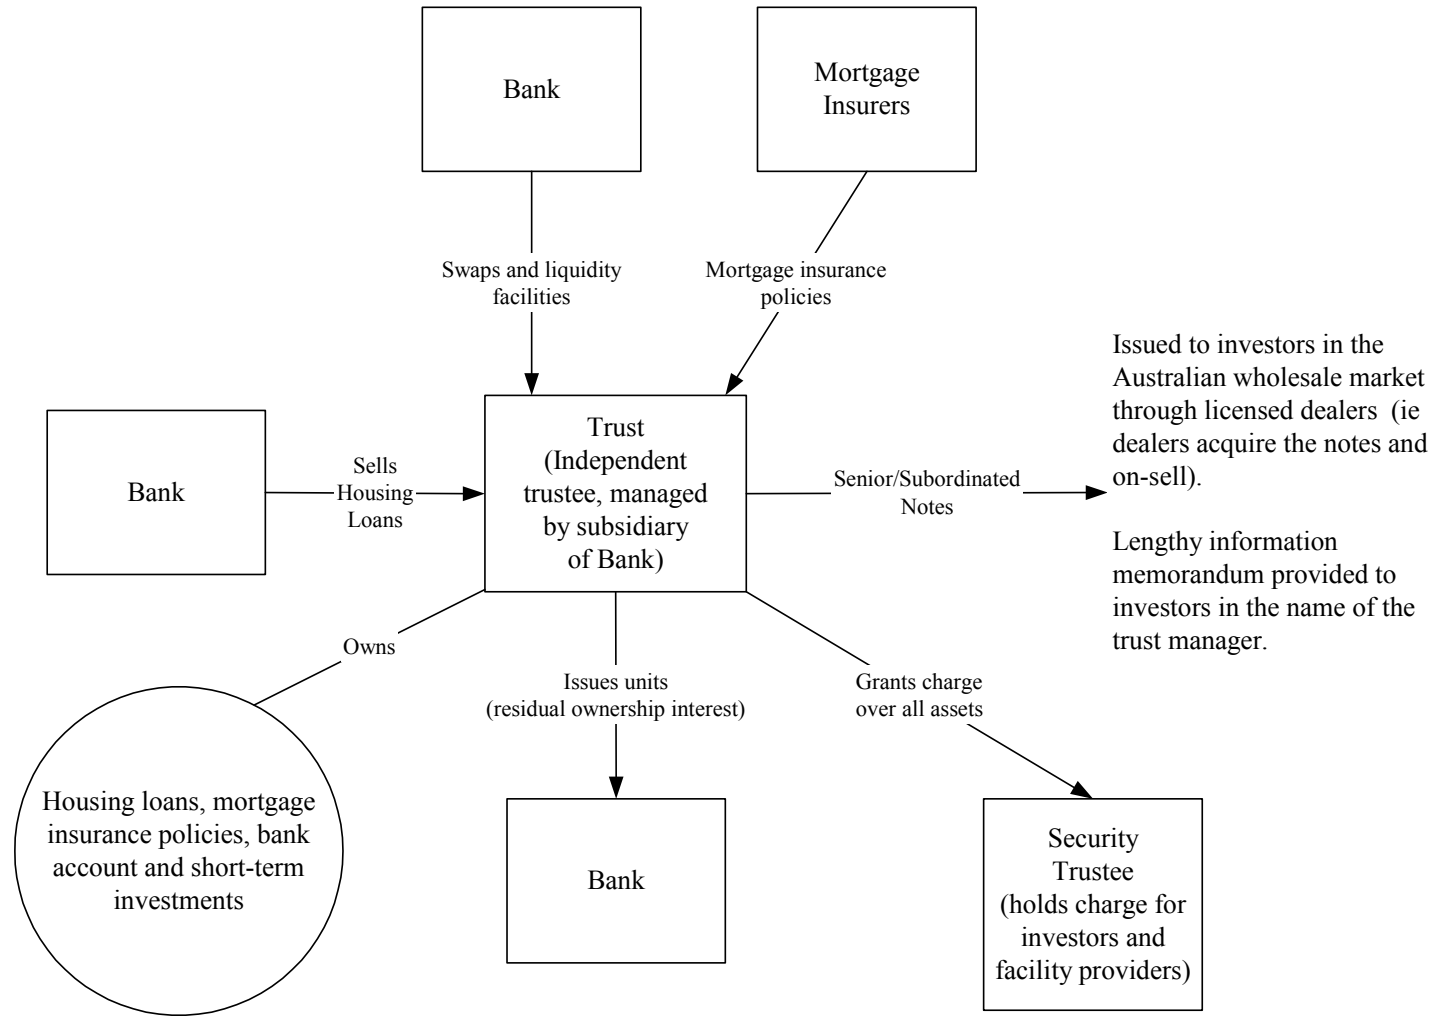 Bank
Mortgage
Insurers
Swaps and liquidity
facilities
Mortgage insurance
policies
Bank
Sells
Housing
Loans
Trust
(Independent
trustee, managed
by subsidiary
of Bank)
Senior/Subordinated
Notes
Issued to investors in the
Australian wholesale market
through licensed dealers  (ie
dealers acquire the notes and
on-sell).
Lengthy information
memorandum provided to
investors in the name of the
trust manager.
Owns
Issues units
(residual ownership interest)
Grants charge
over all assets
Housing loans, mortgage
insurance policies, bank
account and short-term
investments
Bank
Security
Trustee
(holds charge for
investors and
facility providers)